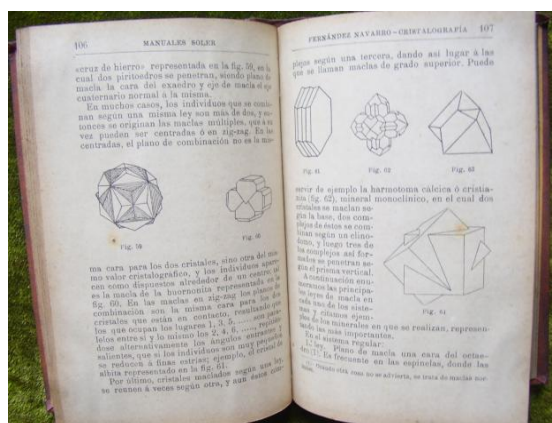 106
MANUALES SOLER
«cruz de hierro» representada en la fig. 59, en la
cual dos piritoedros se penetran, siendo plano de
macla la cara del exaedro y eje de macla el eje
cuaternario normal á la misma.
En muchos casos, los individuos que se combi-
nan según una misma ley son más de dos, y en-
tonces se originan las maclas múltiples, que á su
vez pueden ser centradas ó en zig-zag. En las
centradas, el plano de combinación no es la mis-
Fig. 59
Fig. 60
ma cara para los dos cristales, sino otra del mis-
mo valor cristalográfico, y los individuos apare-
cen como dispuestos alrededor de un centro; tal
es la macla de la burnonita representada en la
fig. 60. En las maclas en zig-zag los planos de
combinación son la misma cara para los dos
cristales que están en contacto, resultando que
los que ocupan los lugares 1, 3, 5, ..... son para-
lelos entre sí y lo mismo los 2, 4, 6, ....., repitién-
dose alternativamente los ángulos entrantes y
salientes, que si los individuos son muy pequeños
se reducen á finas estrías; ejemplo, el cristal de
albita representado en la fig. 61.
Por último, cristales maclados según una ley,
se reunen á veces según otra, y aun éstos com-
FERNÁNDEZ NAVARRO - CRISTALOGRAFÍA
107
plejos según una tercera, dando así lugar á las
que se llaman maclas de grado superior. Puede
Fig. 61
Fig. 62
Fig. 63
servir de ejemplo la harmotoma cálcica ó cristia-
nita (fig. 62), mineral monoclínico, en el cual dos
cristales se maclan se-
gún la base, dos com-
plejos de éstos se com-
binan según un clino-
domo, y luego tres de
los complejos así for-
mados se penetran se-
gún el prisma vertical.
A continuación enu-
meramos las principa-
les leyes de macla en
cada uno de los siste-
mas y citamos ejem-
plos de los minerales en que se realizan, represen-
tando las más importantes.
Fig. 64
En el sistema regular:
1.ª ley. Plano de macla una cara del octae-
dro (1). Es frecuente en las espinelas, donde las
cuando otra cosa no se advierta, se trata de maclas nor-